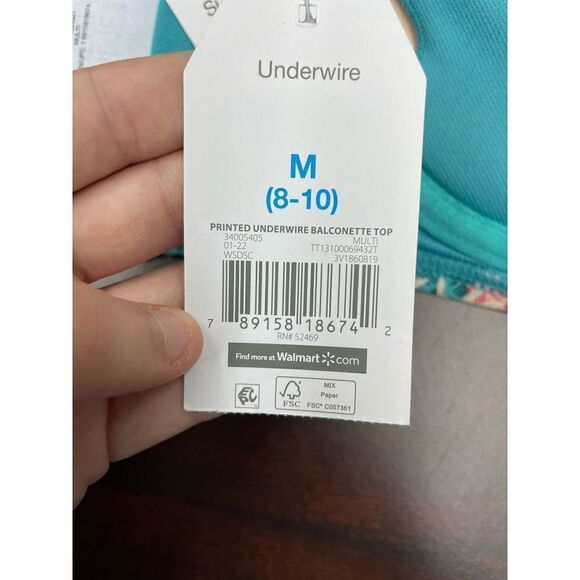 Underwire
M
(8-10)
PRINTED UNDERWIRE BALCONETTE TOP
34005405 MULTI
01-22 TT13100069432T
WSDSC 3V1860819
7 89158 18674 2
RN# 52469
Find more at Walmart.com
FSC
MIX
Paper
FSC® C057361